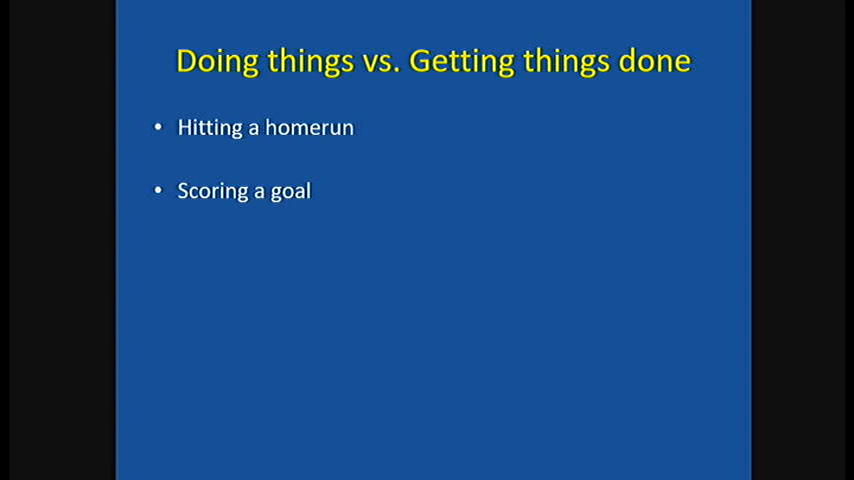 Doing things vs. Getting things done
• Hitting a homerun
• Scoring a goal